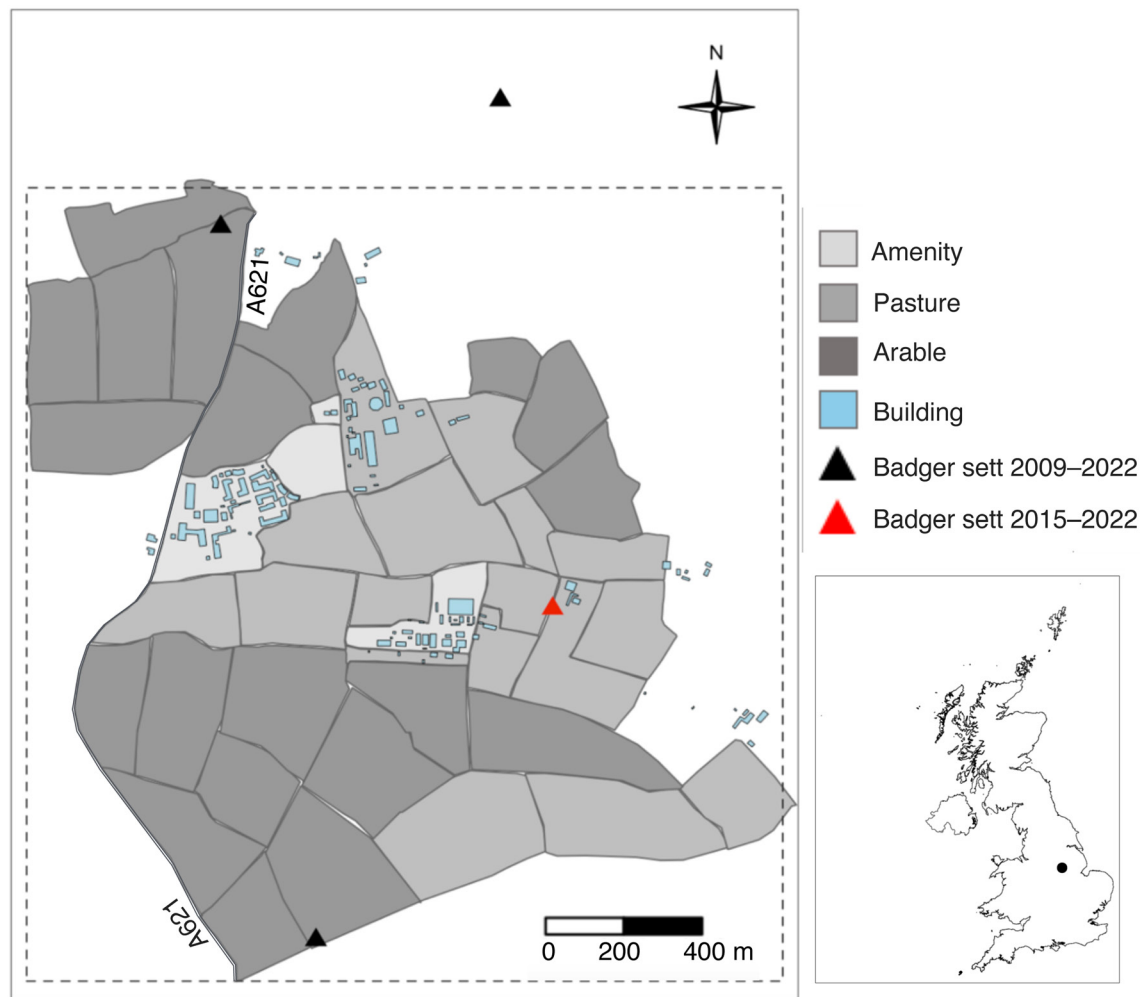 N
A621
A621
0 200 400 m
Amenity
Pasture
Arable
Building
Badger sett 2009–2022
Badger sett 2015–2022